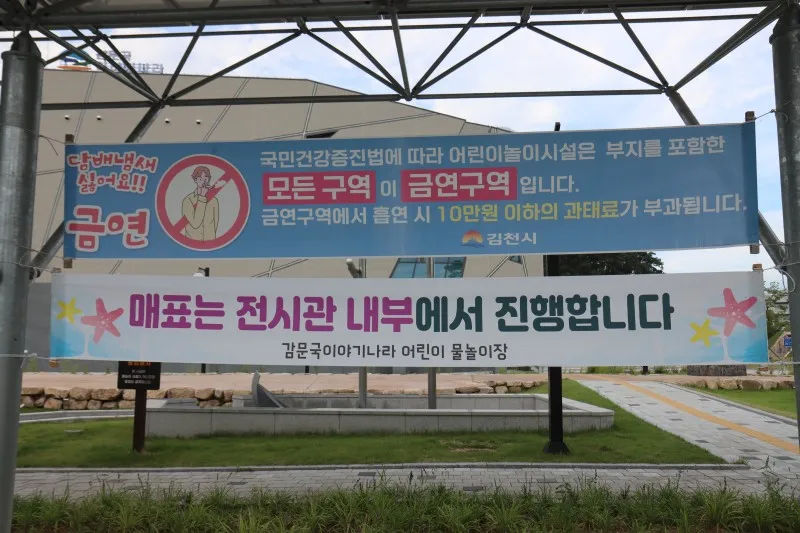 담배냄새
싫어요!!
금연
국민건강증진법에 따라 어린이놀이시설은 부지를 포함한
모든 구역 이 금연구역 입니다.
금연구역에서 흡연 시 10만원 이하의 과태료가 부과됩니다.
김천시
매표는 전시관 내부에서 진행합니다
감문국이야기나라 어린이 물놀이장